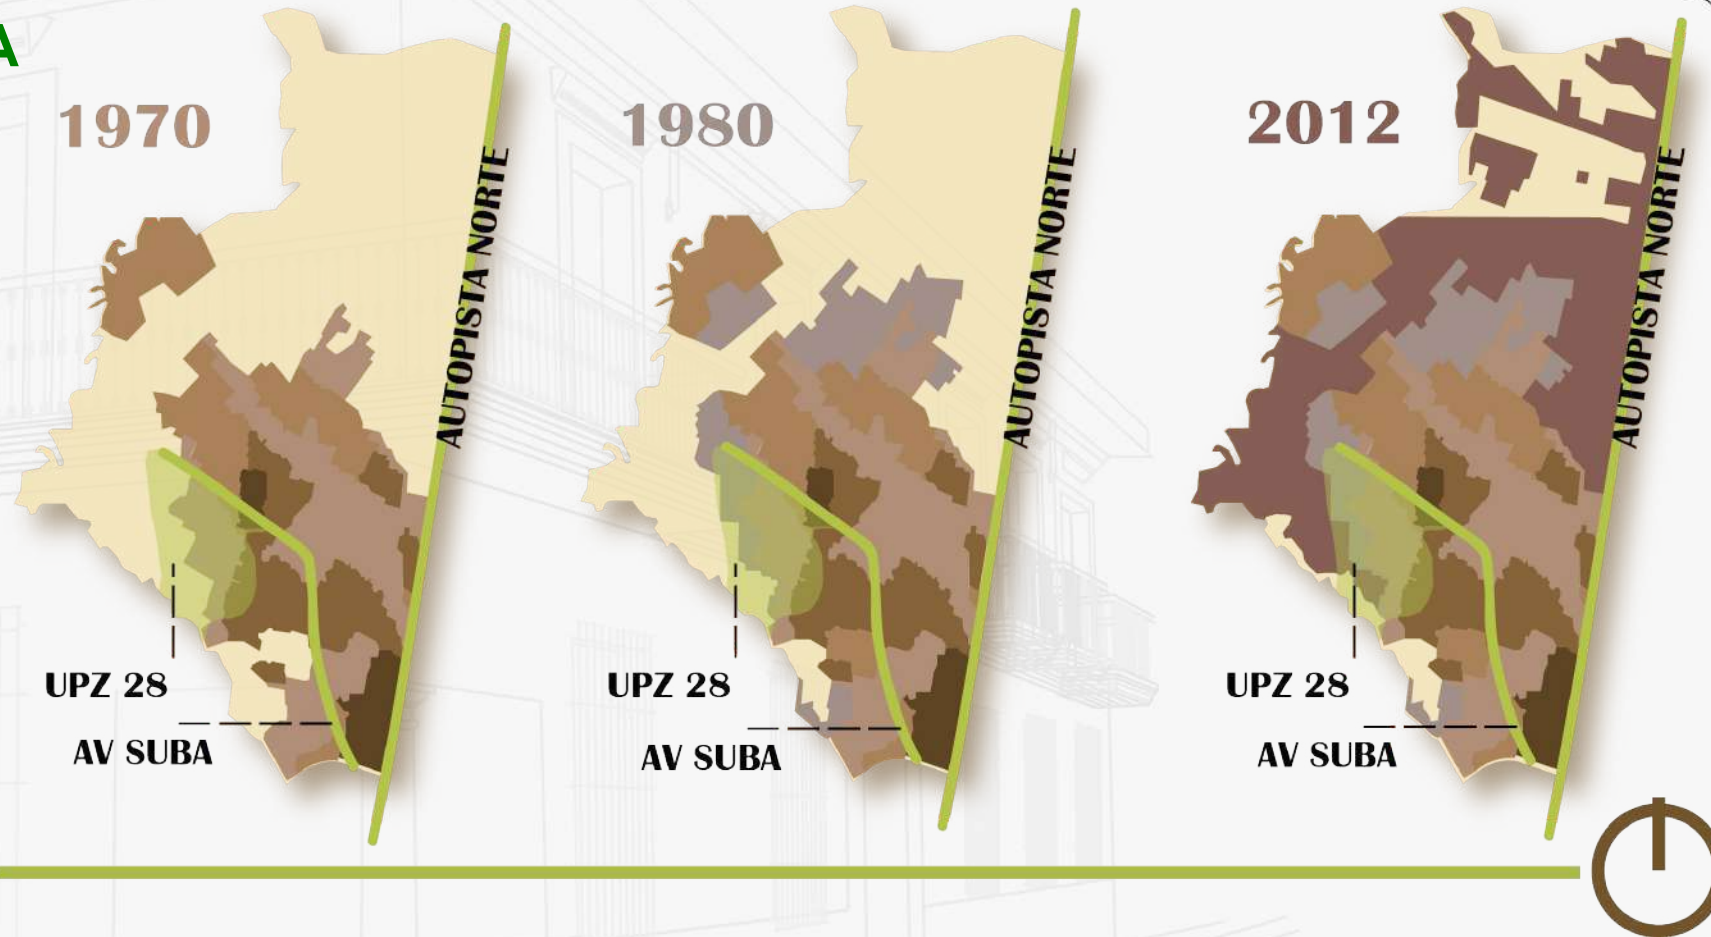 A
1970
AUTOPISTA NORTE
UPZ 28
AV SUBA
1980
AUTOPISTA NORTE
UPZ 28
AV SUBA
2012
AUTOPISTA NORTE
UPZ 28
AV SUBA